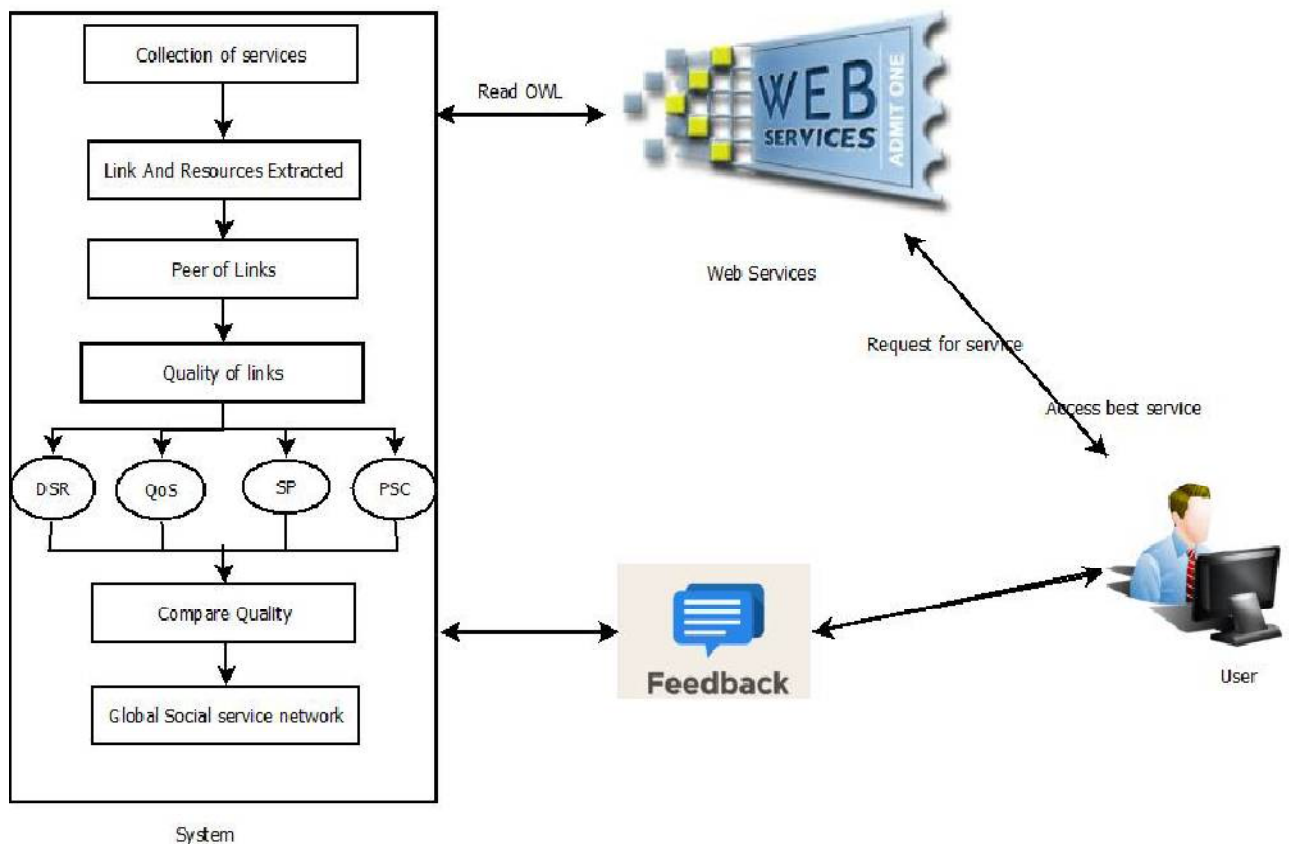 Collection of services
Link And Resources Extracted
Peer of Links
Quality of links
DSR
QoS
SP
PSC
Compare Quality
Global Social service network
System
Read OWL
WEB
SERVICES
ADMIT ONE
Web Services
Request for service
Access best service
Feedback
User